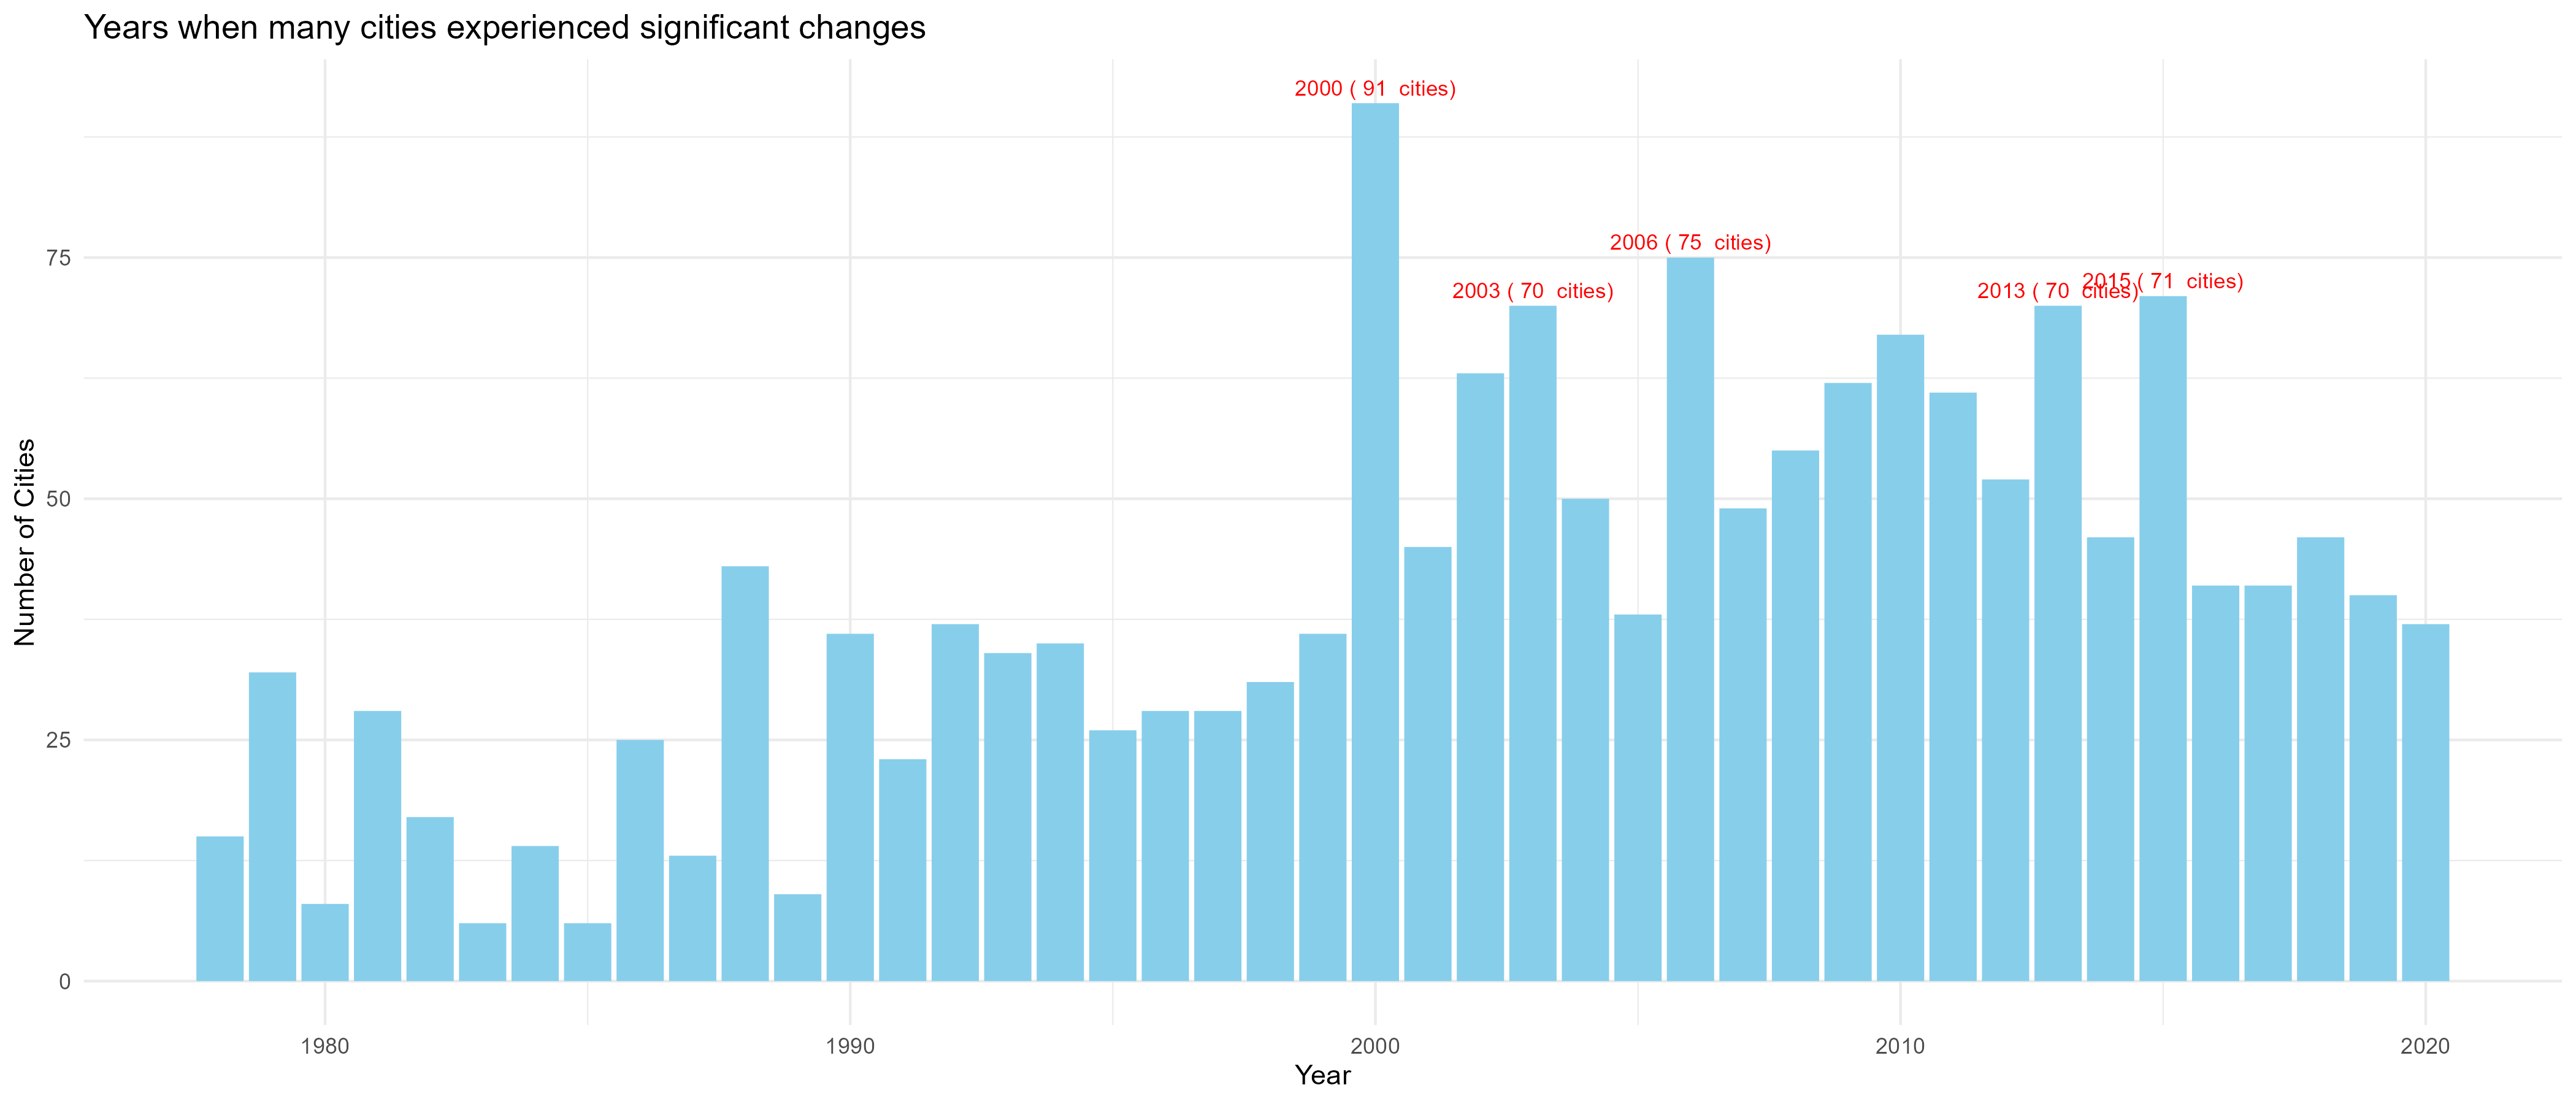 Years when many cities experienced significant changes
2000 ( 91  cities)
2006 ( 75  cities)
2015 ( 71  cities)
2003 ( 70  cities)
2013 ( 70  cities)
Number of Cities
75
50
25
0
1980
1990
2000
2010
2020
Year